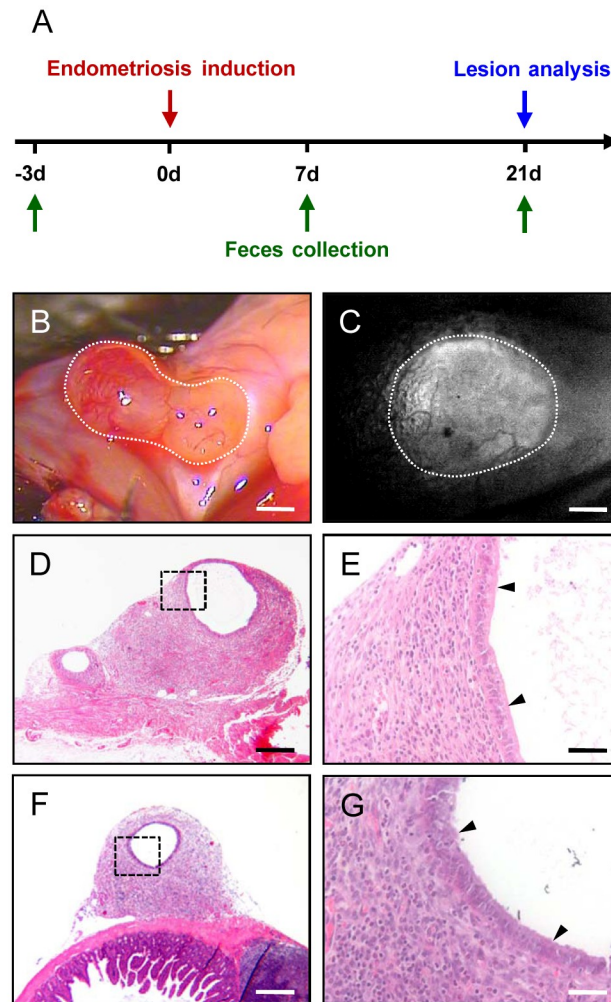 A
Endometriosis induction
Lesion analysis
-3d
0d
7d
21d
Feces collection
B
C
D
E
F
G